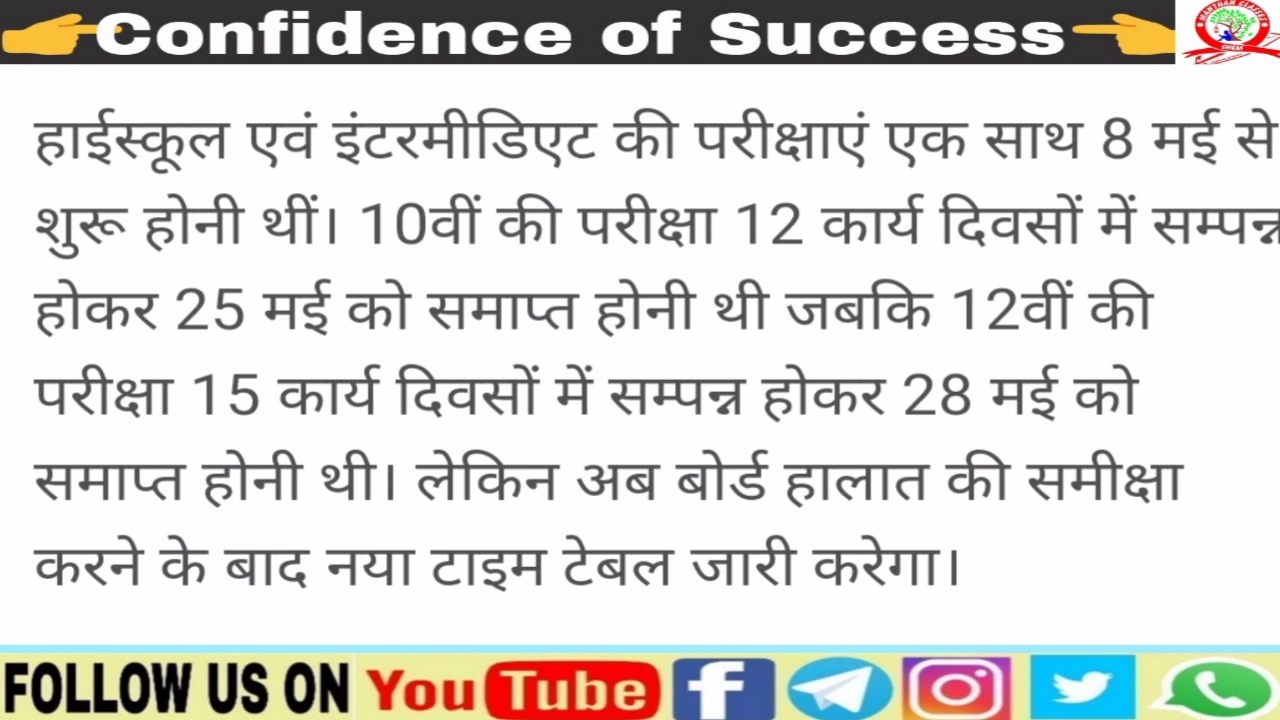 Confidence of Success
MANTHAN CLASSES
हाईस्कूल एवं इंटरमीडिएट की परीक्षाएं एक साथ 8 मई से
शुरू होनी थीं। 10वीं की परीक्षा 12 कार्य दिवसों में सम्पन्न
होकर 25 मई को समाप्त होनी थी जबकि 12वीं की
परीक्षा 15 कार्य दिवसों में सम्पन्न होकर 28 मई को
समाप्त होनी थी। लेकिन अब बोर्ड हालात की समीक्षा
करने के बाद नया टाइम टेबल जारी करेगा।
FOLLOW US ON YouTube